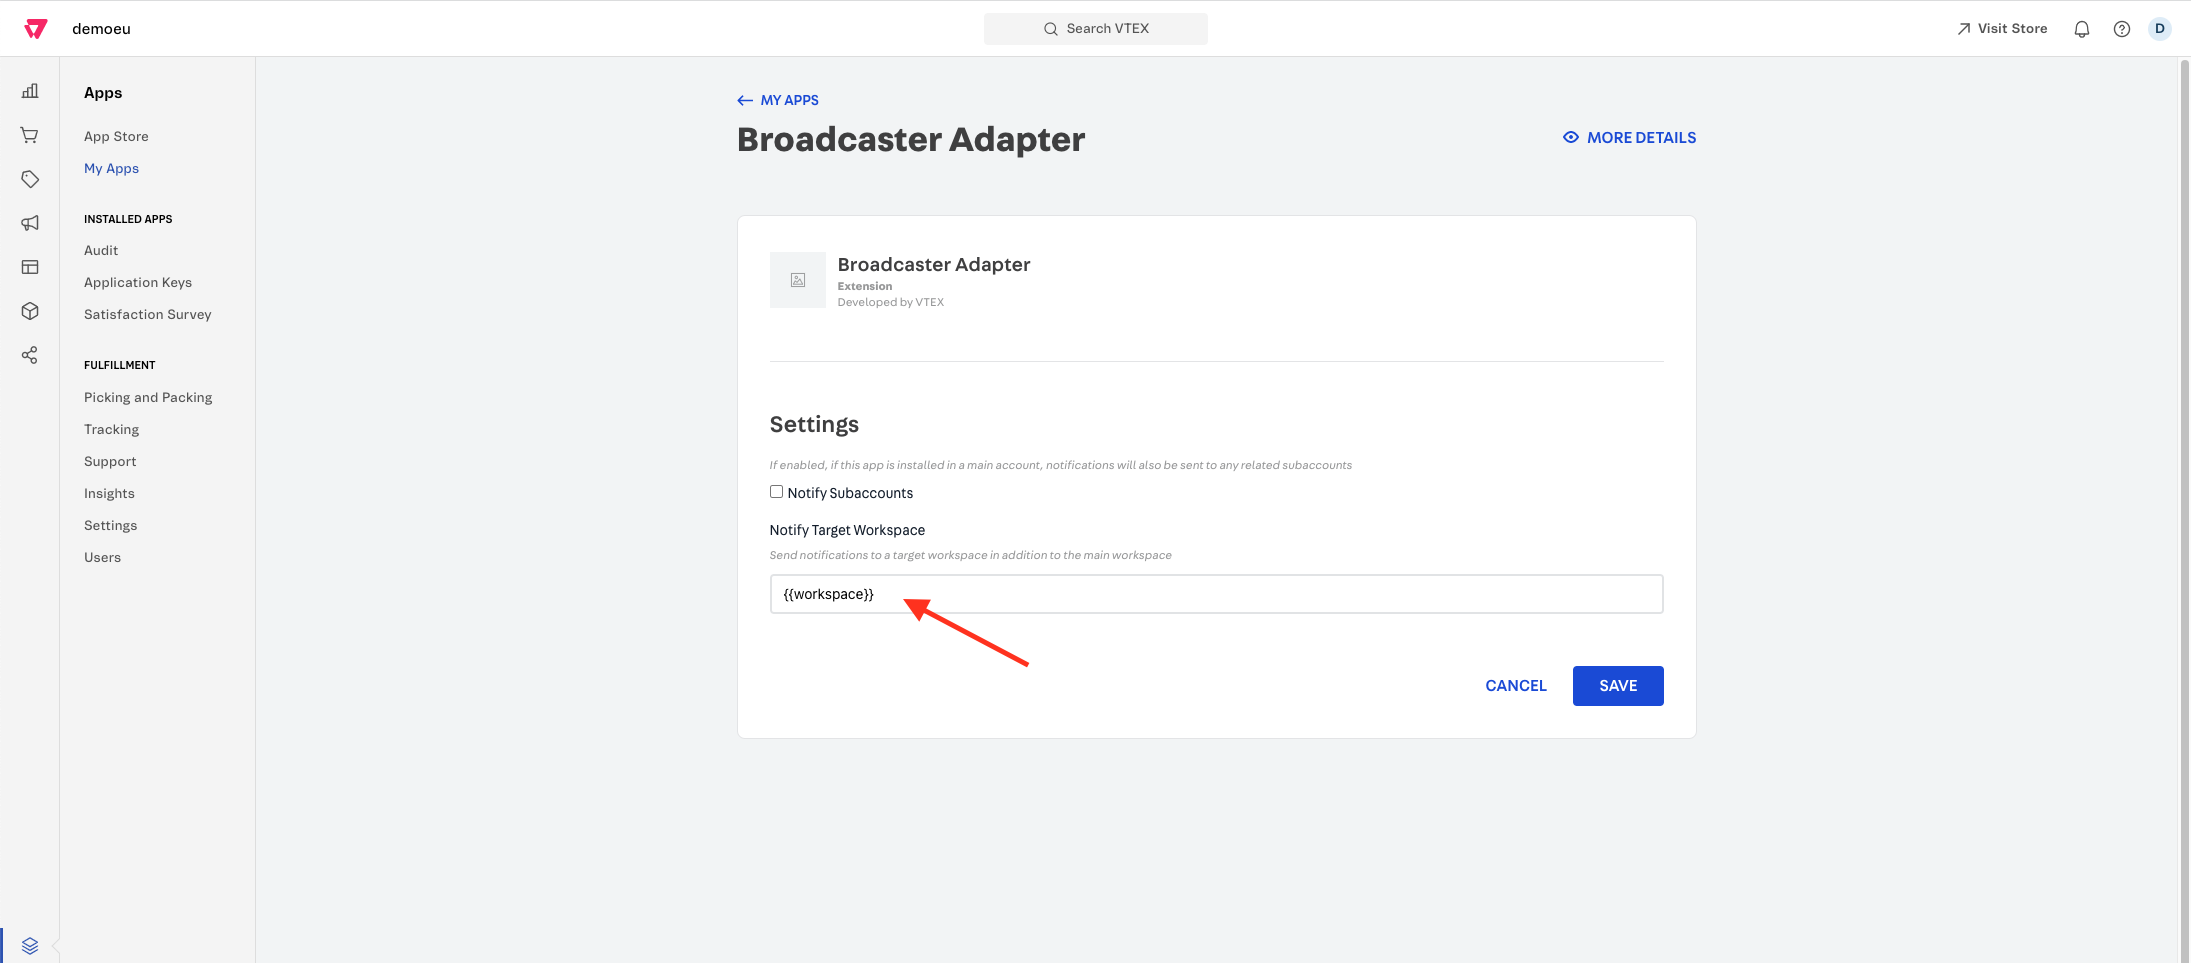 demoeu
Search VTEX
Visit Store
D
Apps
App Store
My Apps
INSTALLED APPS
Audit
Application Keys
Satisfaction Survey
FULFILLMENT
Picking and Packing
Tracking
Support
Insights
Settings
Users
MY APPS
Broadcaster Adapter
MORE DETAILS
Broadcaster Adapter
Extension
Developed by VTEX
Settings
If enabled, if this app is installed in a main account, notifications will also be sent to any related subaccounts
Notify Subaccounts
Notify Target Workspace
Send notifications to a target workspace in addition to the main workspace
{{workspace}}
CANCEL
SAVE